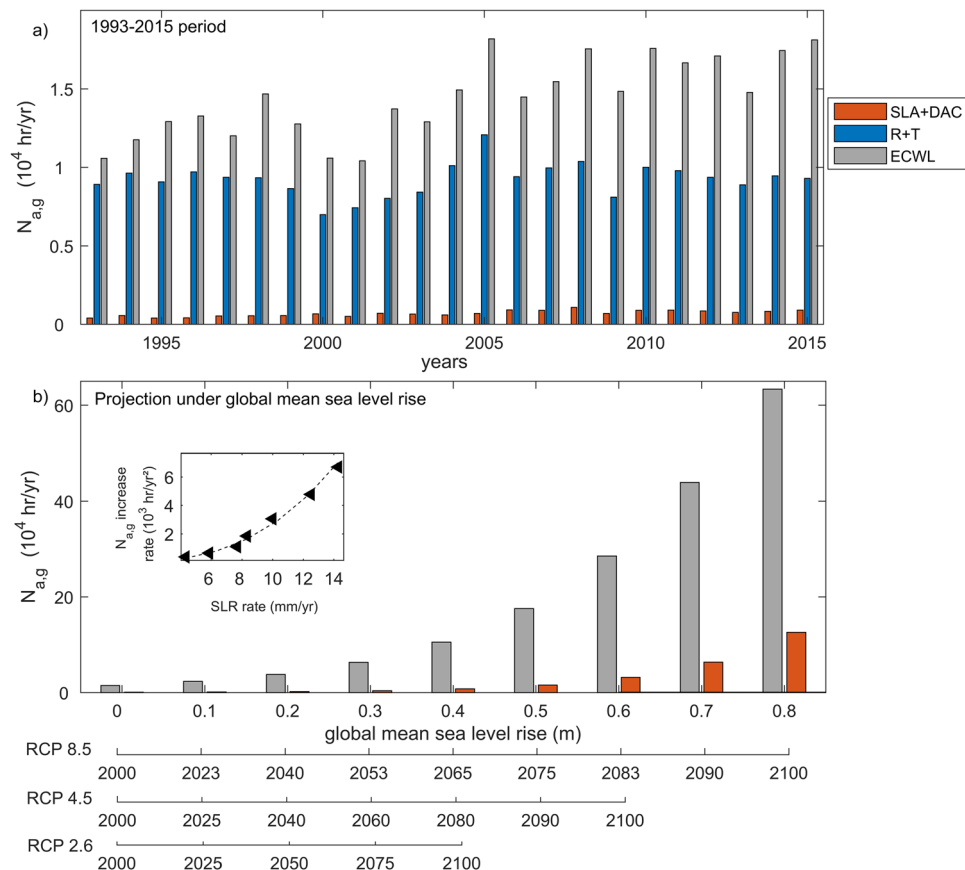 a)
1993-2015 period
N_a,g (10^4 hr/yr)
1.5
1
0.5
0
1995
2000
2005
2010
2015
years
SLA+DAC
R+T
ECWL
b)
Projection under global mean sea level rise
N_a,g (10^4 hr/yr)
60
40
20
0
N_a,g increase
rate (10^3 hr/yr²)
6
4
2
6 8 10 12 14
SLR rate (mm/yr)
0 0.1 0.2 0.3 0.4 0.5 0.6 0.7 0.8
global mean sea level rise (m)
RCP 8.5
2000 2023 2040 2053 2065 2075 2083 2090 2100
RCP 4.5
2000 2025 2040 2060 2080 2090 2100
RCP 2.6
2000 2025 2050 2075 2100